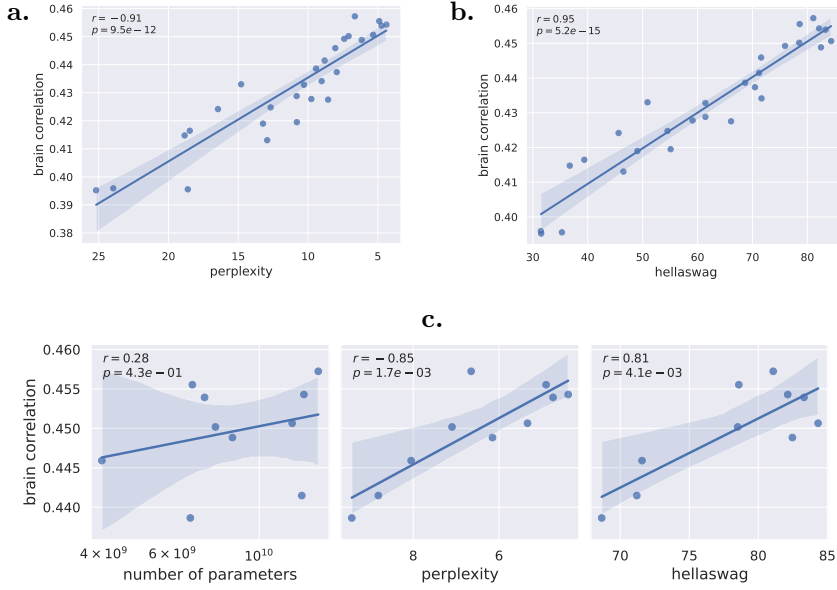 a.
r = −0.91
p = 9.5e−12
0.46
0.45
0.44
0.43
0.42
0.41
0.40
0.39
0.38
brain correlation
25 20 15 10 5
perplexity
b.
r = 0.95
p = 5.2e−15
0.46
0.45
0.44
0.43
0.42
0.41
0.40
brain correlation
30 40 50 60 70 80
hellaswag
c.
r = 0.28
p = 4.3e − 01
0.460
0.455
0.450
0.445
0.440
brain correlation
4 × 10⁹ 6 × 10⁹ 10¹⁰
number of parameters
r = − 0.85
p = 1.7e − 03
8 6
perplexity
r = 0.81
p = 4.1e − 03
70 75 80 85
hellaswag